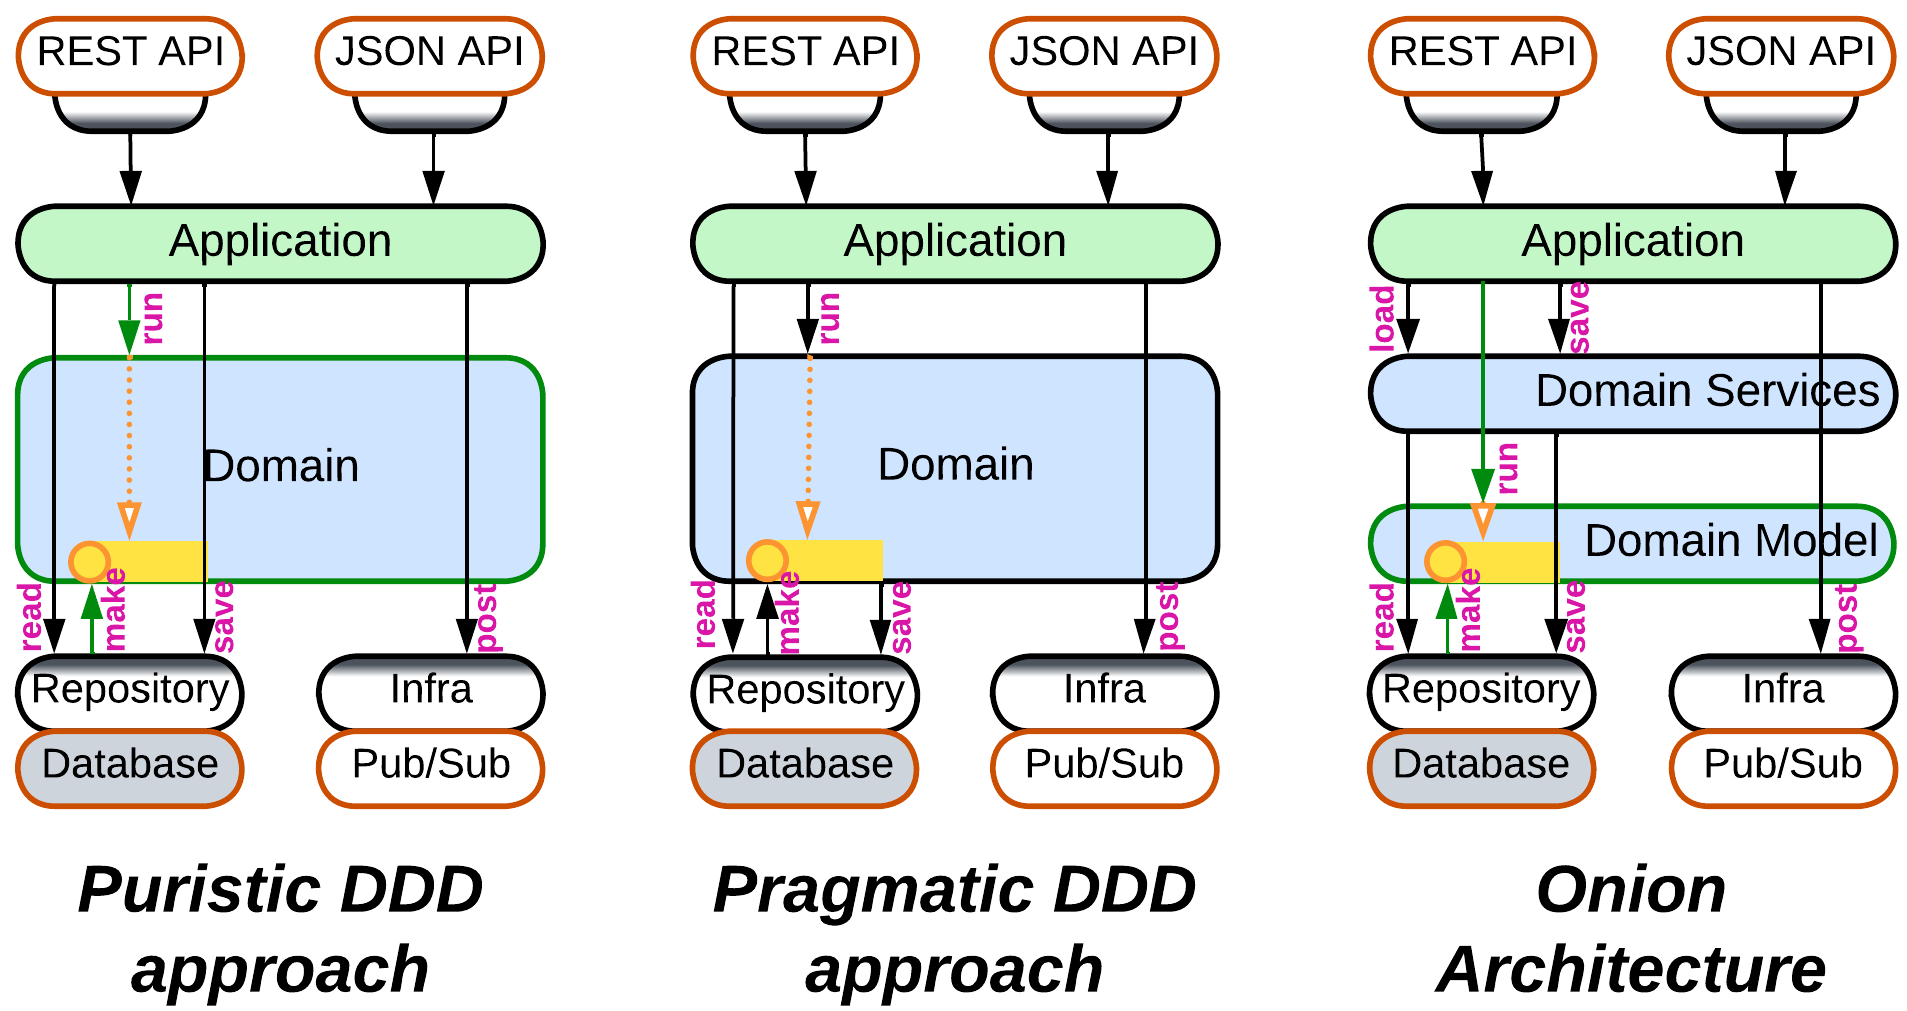 REST API
JSON API
Application
run
Domain
read
make
save
post
Repository
Infra
Database
Pub/Sub
Puristic DDD
approach
REST API
JSON API
Application
run
Domain
read
make
save
post
Repository
Infra
Database
Pub/Sub
Pragmatic DDD
approach
REST API
JSON API
Application
load
save
Domain Services
run
Domain Model
read
make
save
post
Repository
Infra
Database
Pub/Sub
Onion
Architecture